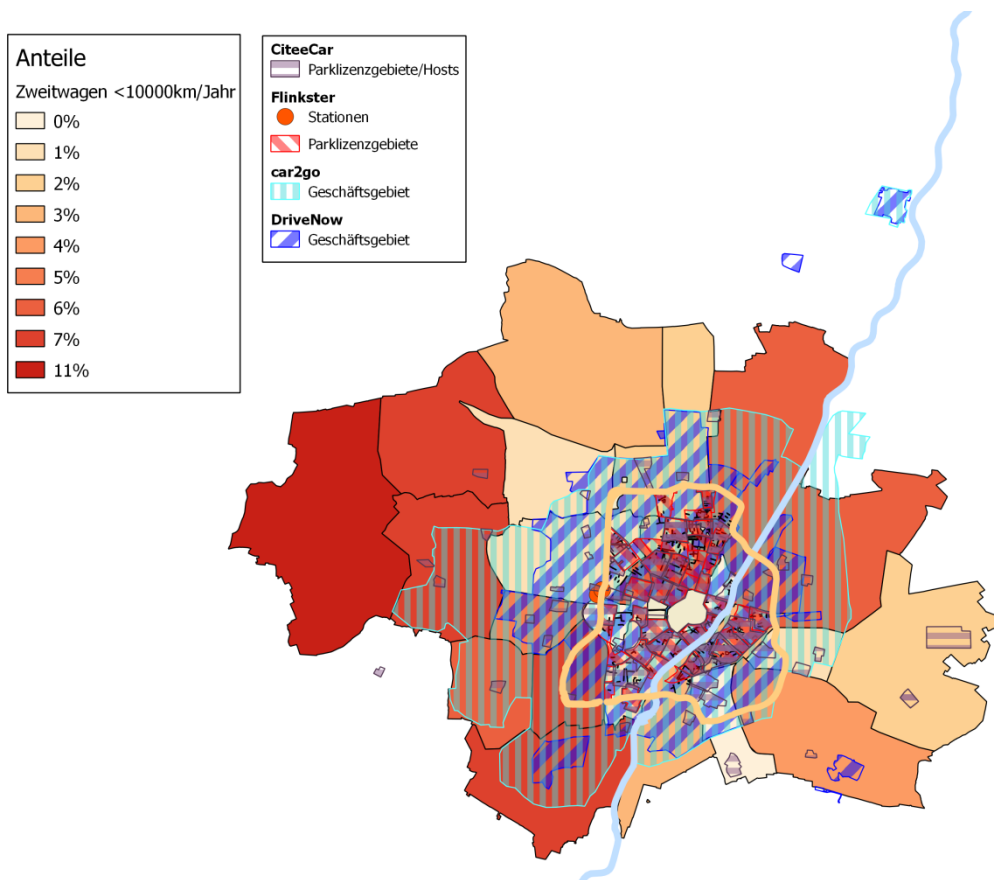 Anteile
Zweitwagen <10000km/Jahr
0%
1%
2%
3%
4%
5%
6%
7%
11%
CiteeCar
Parklizenzgebiete/Hosts
Flinkster
Stationen
Parklizenzgebiete
car2go
Geschäftsgebiet
DriveNow
Geschäftsgebiet